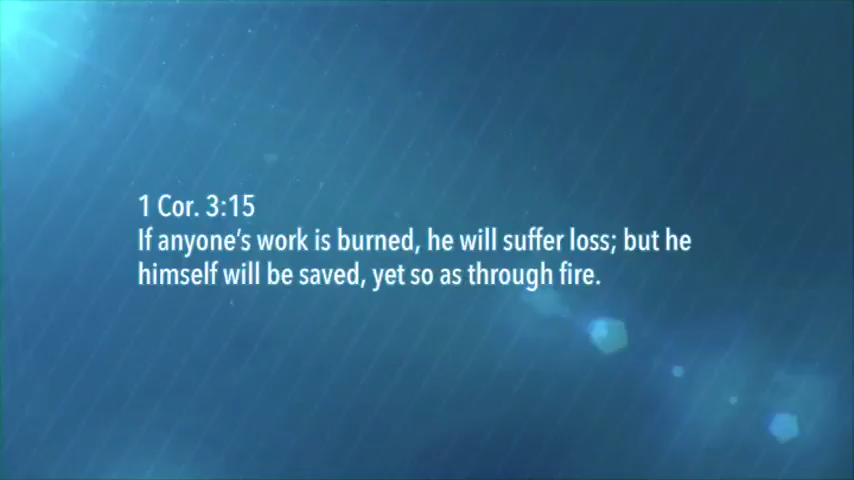 1 Cor. 3:15
If anyone’s work is burned, he will suffer loss; but he
himself will be saved, yet so as through fire.